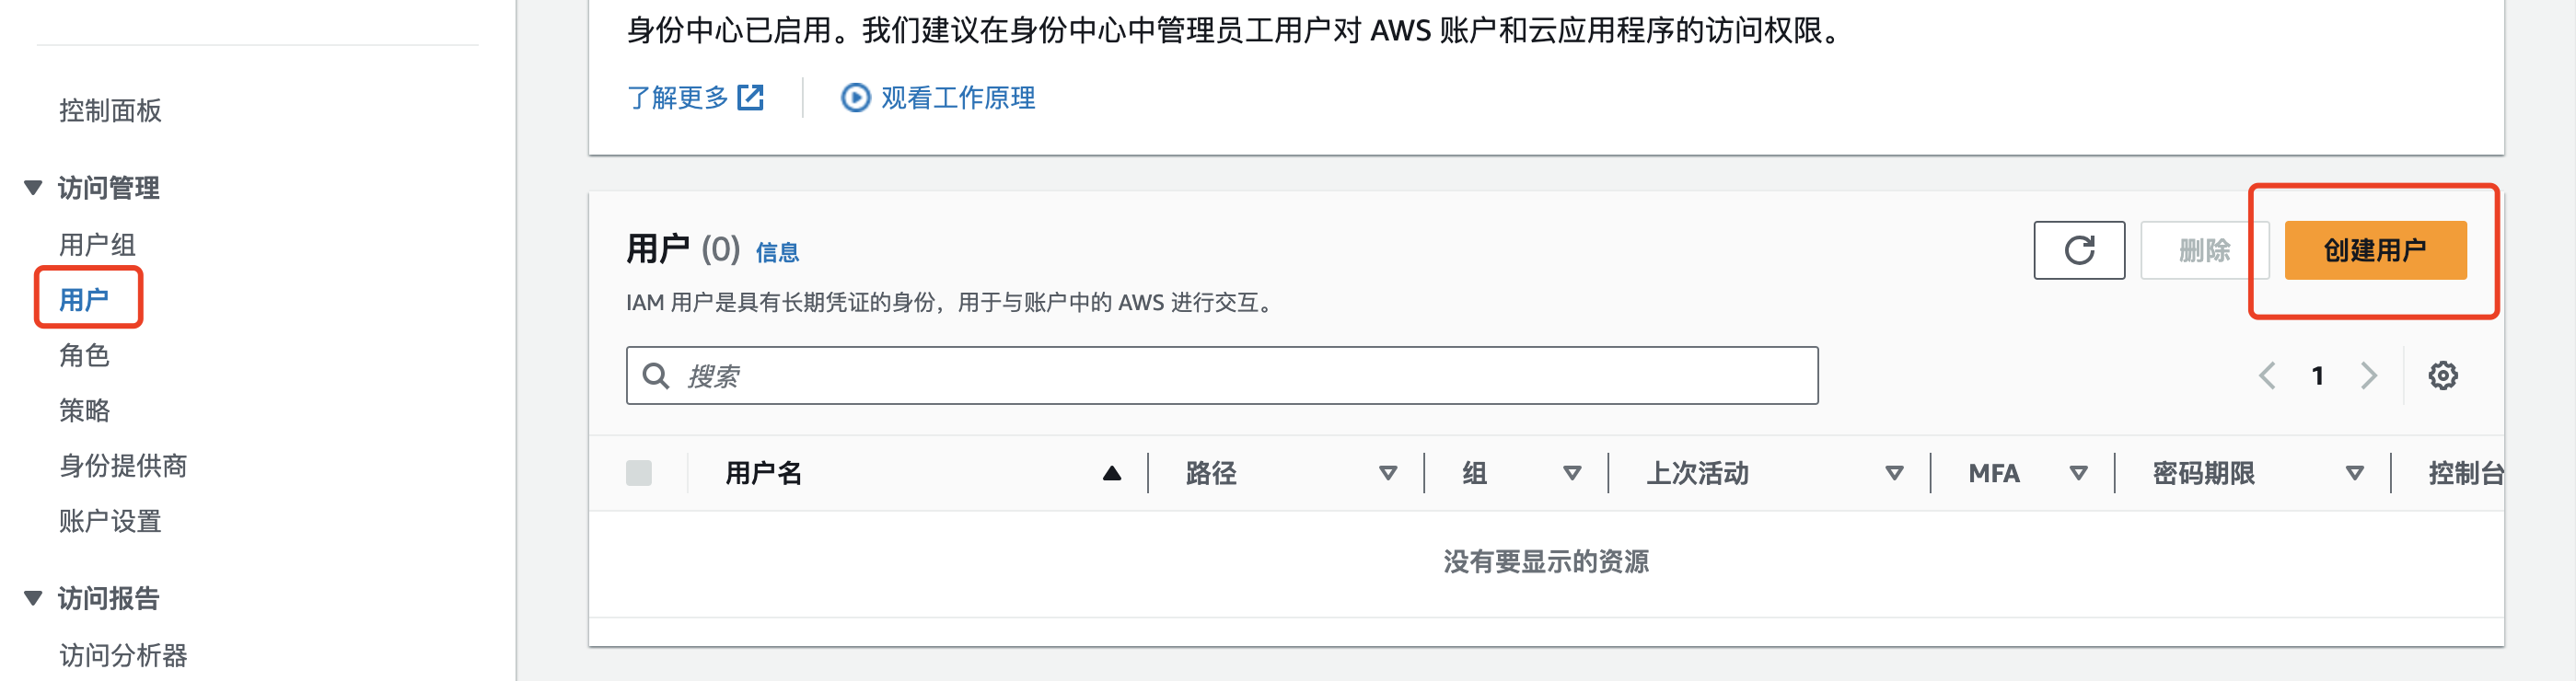 身份中心已启用。我们建议在身份中心中管理员工用户对 AWS 账户和云应用程序的访问权限。
了解更多 观看工作原理
控制面板
访问管理
用户组
用户
角色
策略
身份提供商
账户设置
访问报告
访问分析器
用户 (0) 信息
删除 创建用户
IAM 用户是具有长期凭证的身份，用于与账户中的 AWS 进行交互。
搜索
1
用户名 路径 组 上次活动 MFA 密码期限 控制台
没有要显示的资源